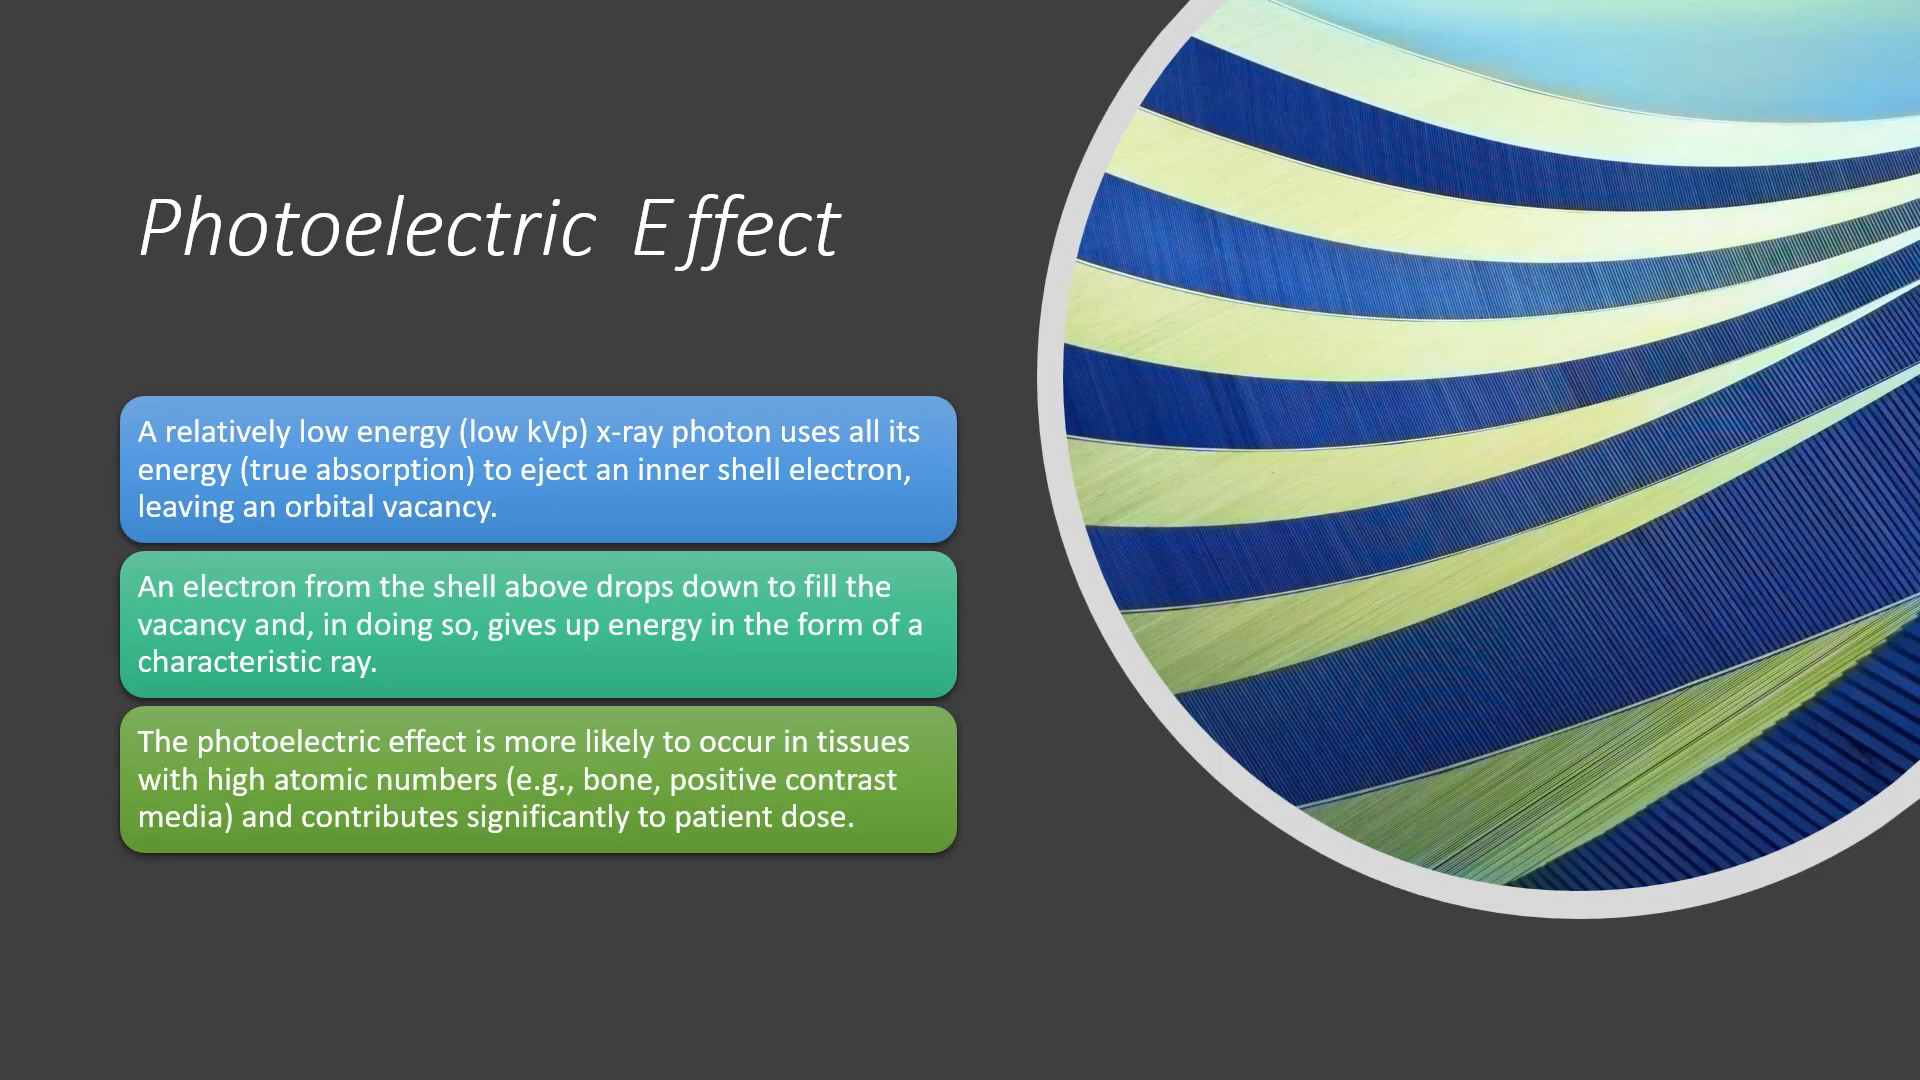 Photoelectric Effect
A relatively low energy (low kVp) x-ray photon uses all its
energy (true absorption) to eject an inner shell electron,
leaving an orbital vacancy.
An electron from the shell above drops down to fill the
vacancy and, in doing so, gives up energy in the form of a
characteristic ray.
The photoelectric effect is more likely to occur in tissues
with high atomic numbers (e.g., bone, positive contrast
media) and contributes significantly to patient dose.